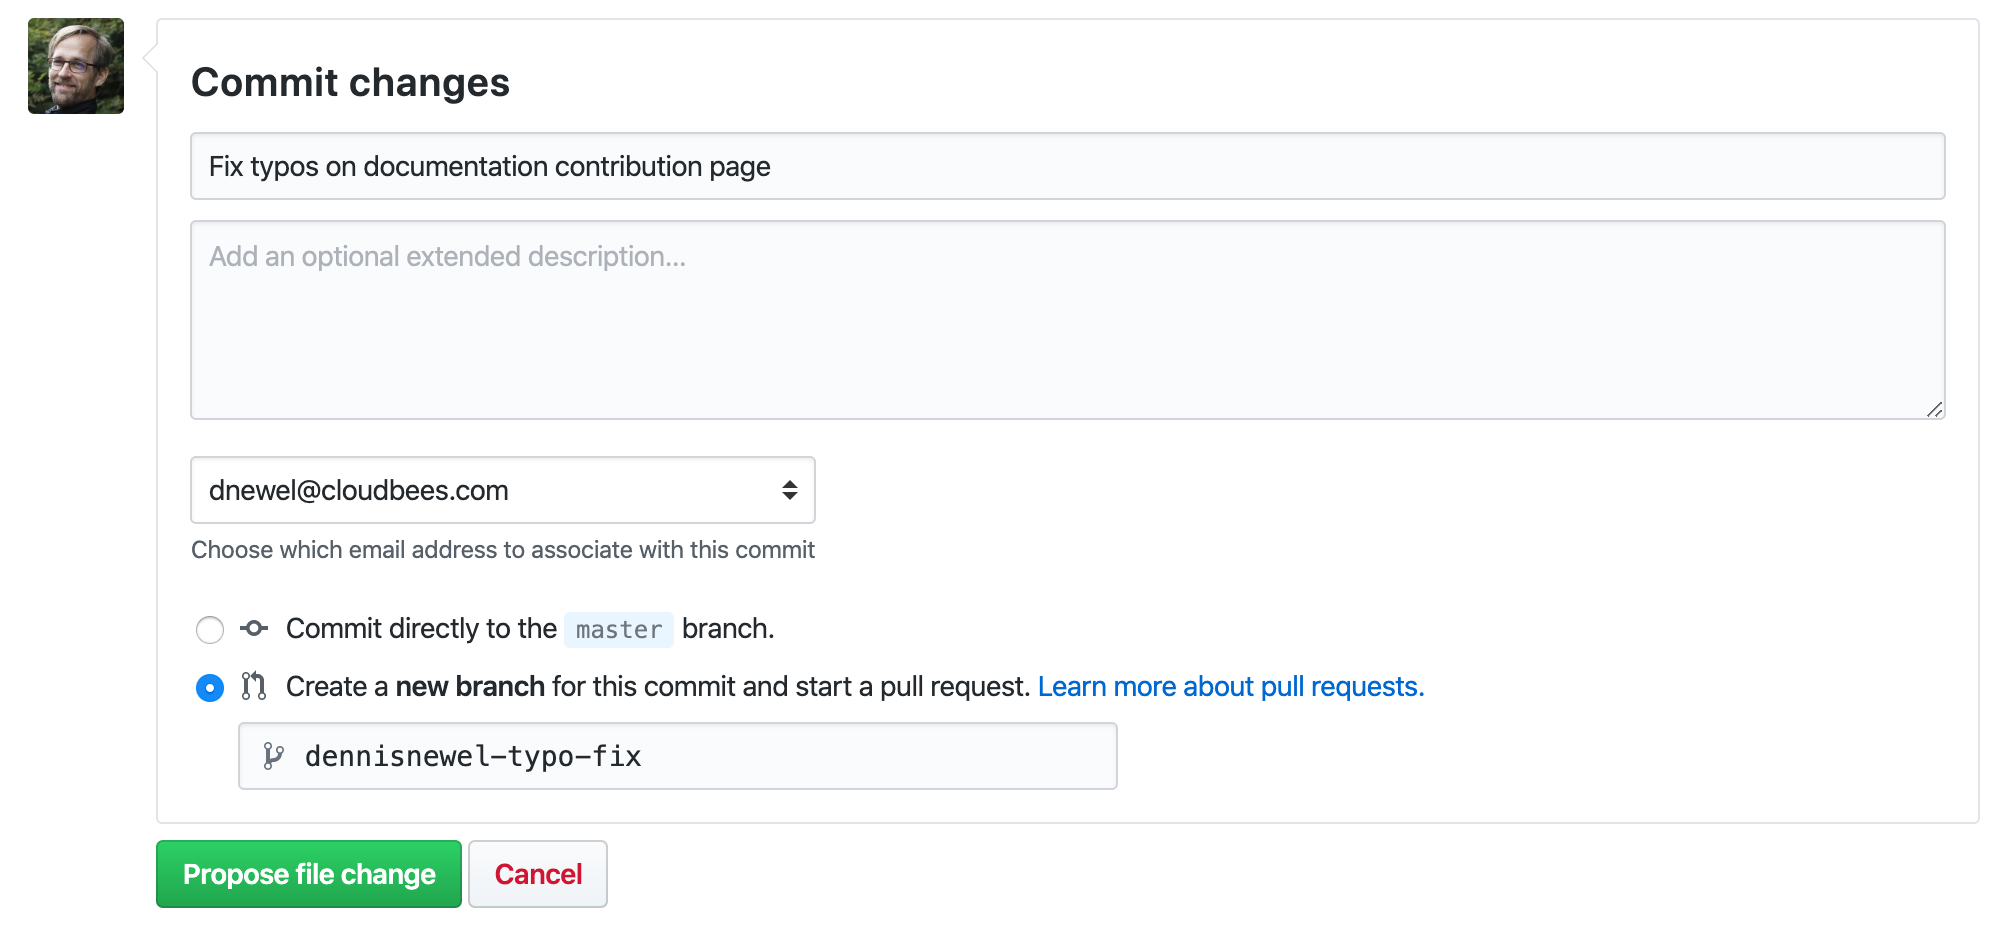 Commit changes
Fix typos on documentation contribution page
Add an optional extended description...
dnewel@cloudbees.com
Choose which email address to associate with this commit
Commit directly to the master branch.
Create a new branch for this commit and start a pull request. Learn more about pull requests.
dennisnewel-typo-fix
Propose file change Cancel